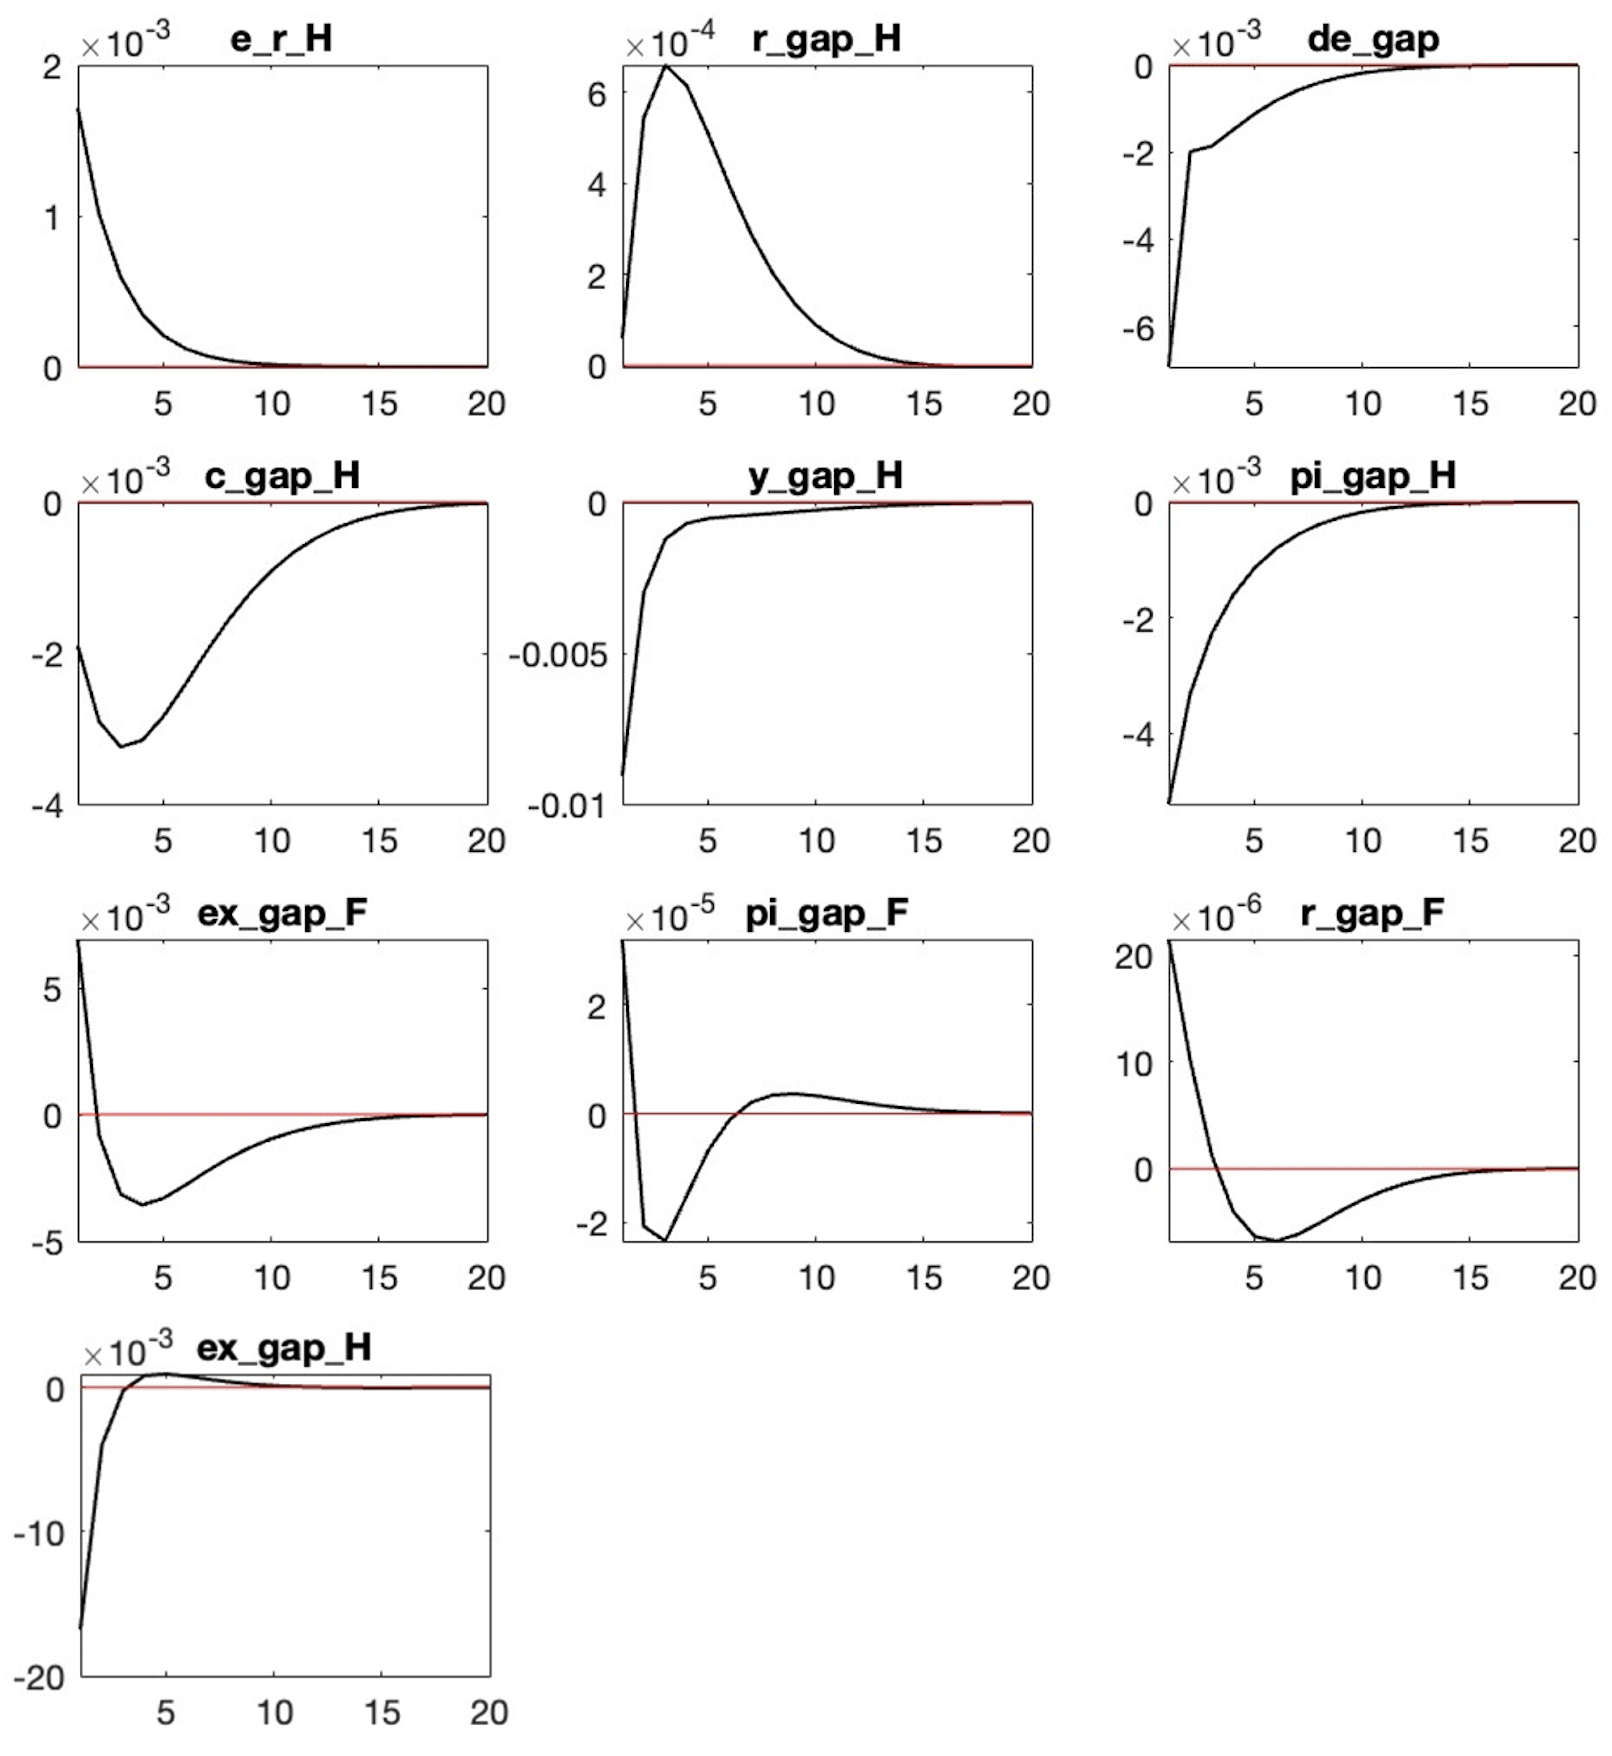 ×10-3 e_r_H
2
1
0
5 10 15 20
×10-4 r_gap_H
6
4
2
0
5 10 15 20
×10-3 de_gap
0
-2
-4
-6
5 10 15 20
×10-3 c_gap_H
0
-2
-4
5 10 15 20
y_gap_H
0
-0.005
-0.01
5 10 15 20
×10-3 pi_gap_H
0
-2
-4
5 10 15 20
×10-3 ex_gap_F
5
0
-5
5 10 15 20
×10-5 pi_gap_F
2
0
-2
5 10 15 20
×10-6 r_gap_F
20
10
0
5 10 15 20
×10-3 ex_gap_H
0
-10
-20
5 10 15 20